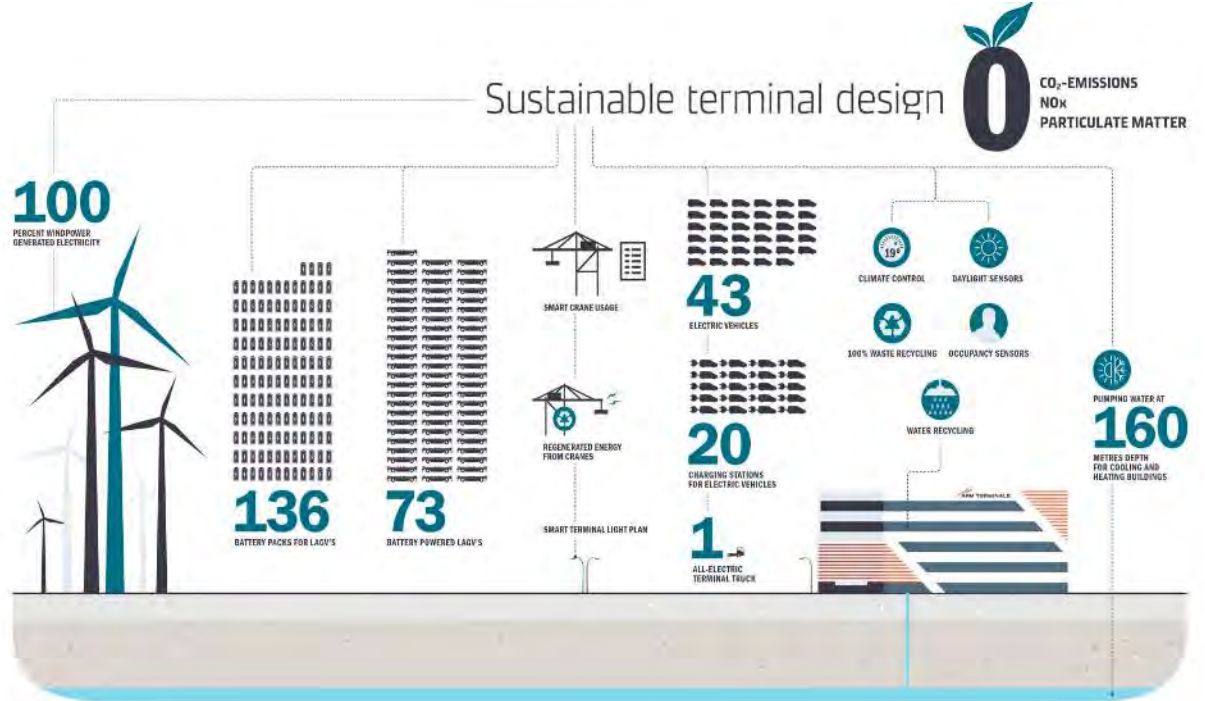 Sustainable terminal design
0
CO₂-EMISSIONS
NOx
PARTICULATE MATTER
100
PERCENT WINDPOWER
GENERATED ELECTRICITY
136
BATTERY PACKS FOR LAGV'S
73
BATTERY POWERED LAGV'S
SMART CRANE USAGE
REGENERATED ENERGY
FROM CRANES
SMART TERMINAL LIGHT PLAN
43
ELECTRIC VEHICLES
20
CHARGING STATIONS
FOR ELECTRIC VEHICLES
1
ALL-ELECTRIC
TERMINAL TRUCK
19°
CLIMATE CONTROL
DAYLIGHT SENSORS
100% WASTE RECYCLING
OCCUPANCY SENSORS
WATER RECYCLING
APM TERMINALS
PUMPING WATER AT
160
METRES DEPTH
FOR COOLING AND
HEATING BUILDINGS